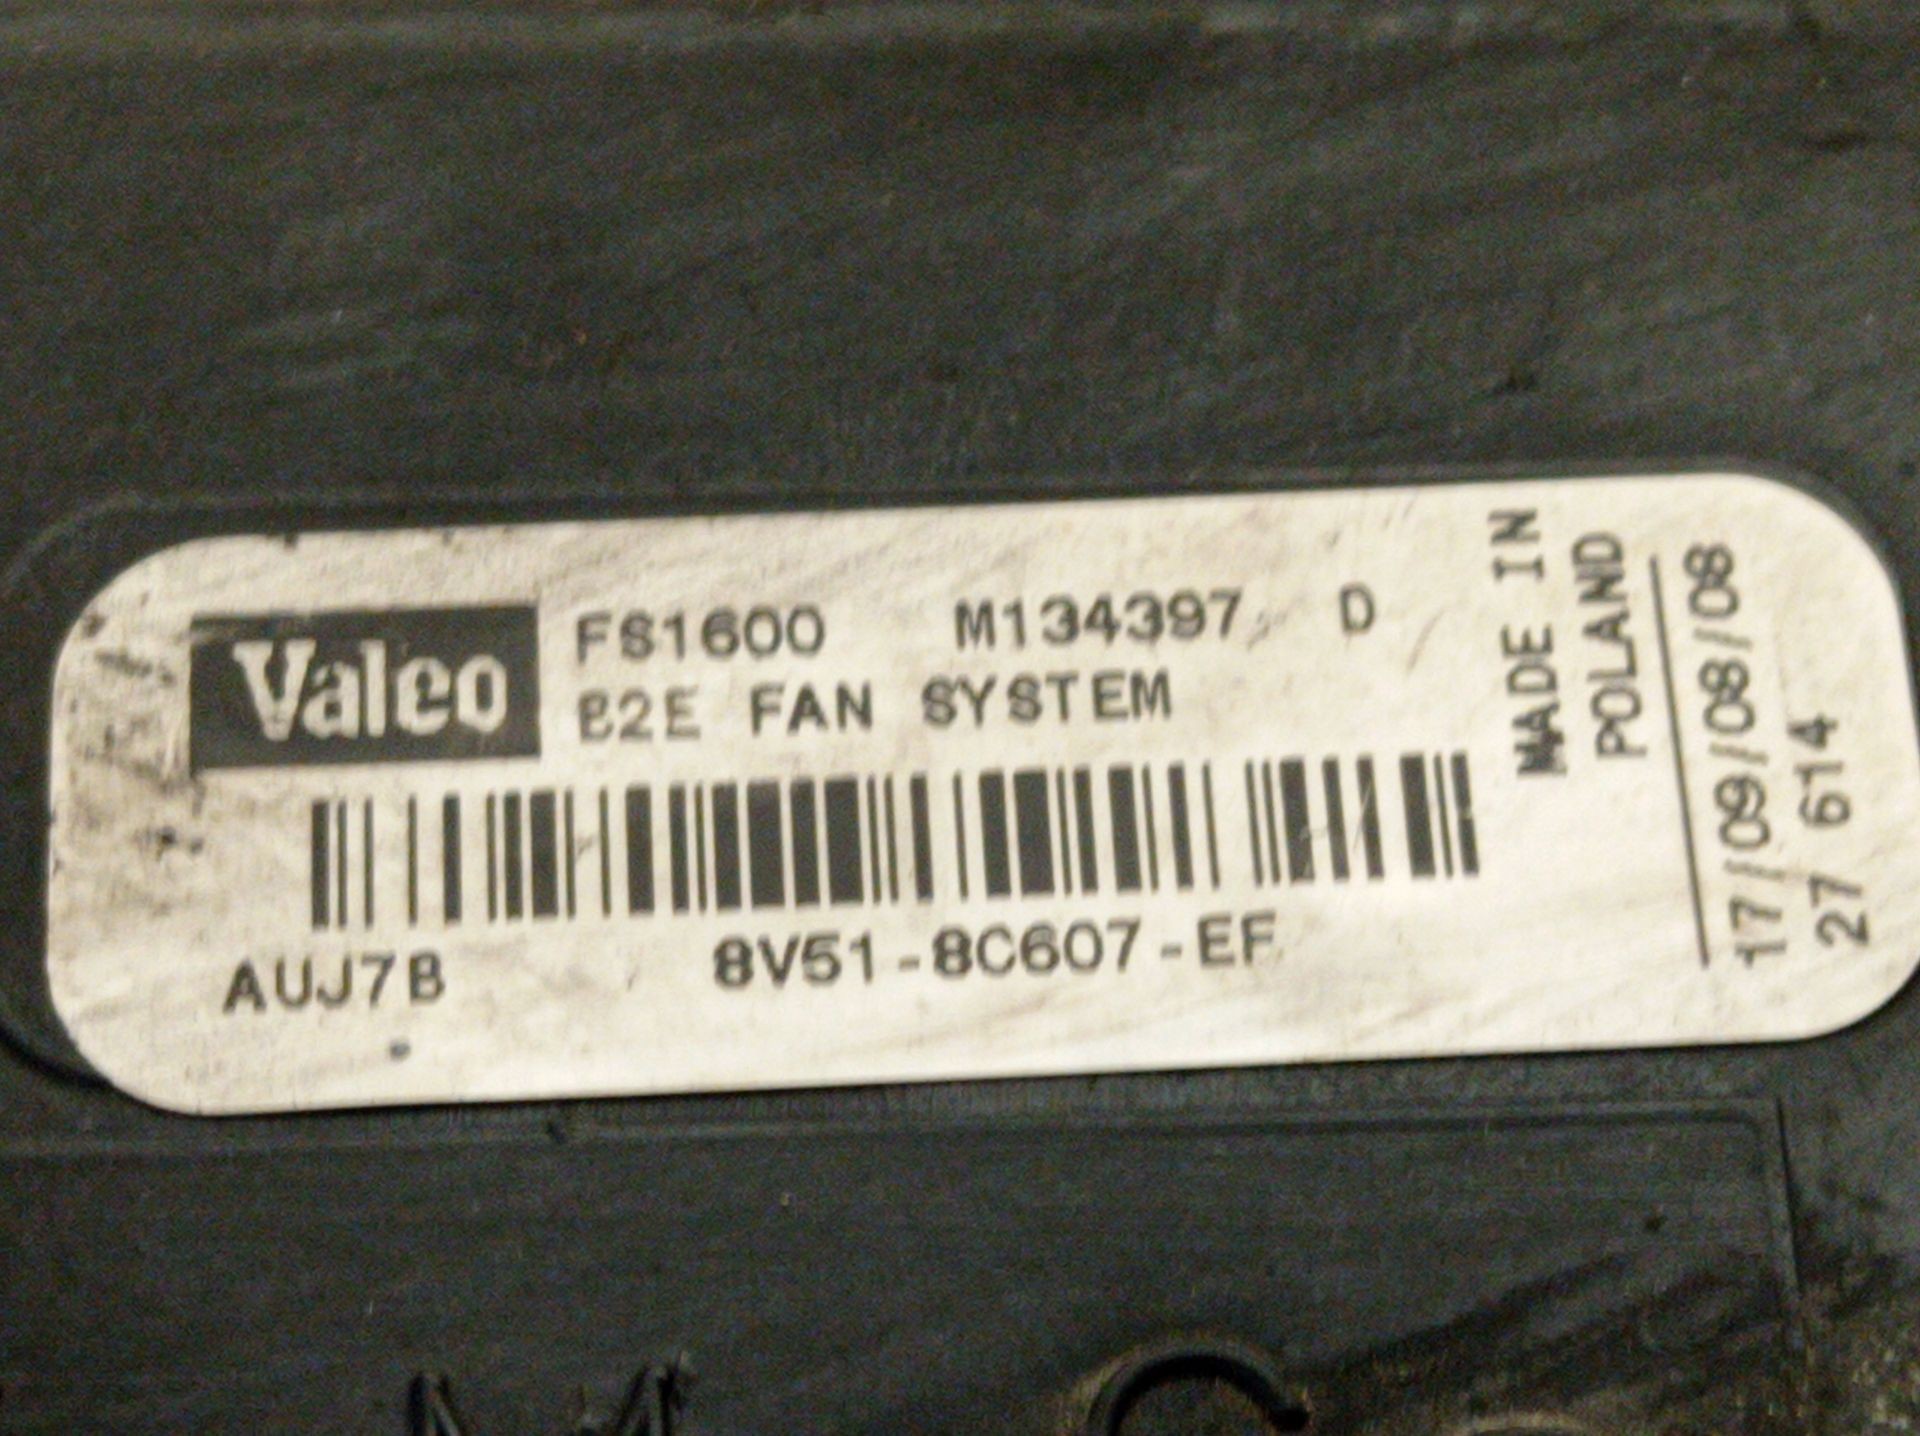 Valeo
FS1600 M134397 D
B2E FAN SYSTEM
AUJ7B 8V51-8C607-EF
MADE IN
POLAND
17/09/08/08
27 614